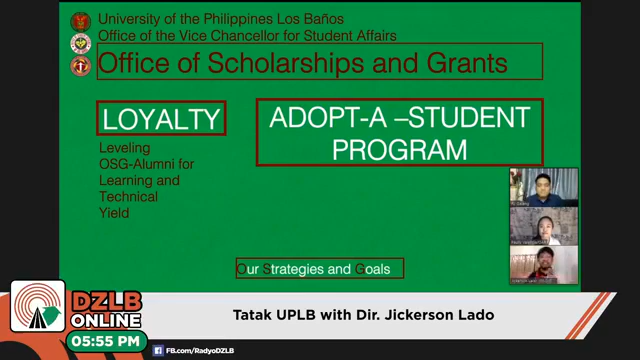 University of the Philippines Los Baños
Office of the Vice Chancellor for Student Affairs
Office of Scholarships and Grants
LOYALTY
Leveling
OSG-Alumni for
Learning and
Technical
Yield
ADOPT-A –STUDENT
PROGRAM
Our Strategies and Goals
DZLB
ONLINE
05:55 PM
Tatak UPLB with Dir. Jickerson Lado
FB.com/RadyoDZLB